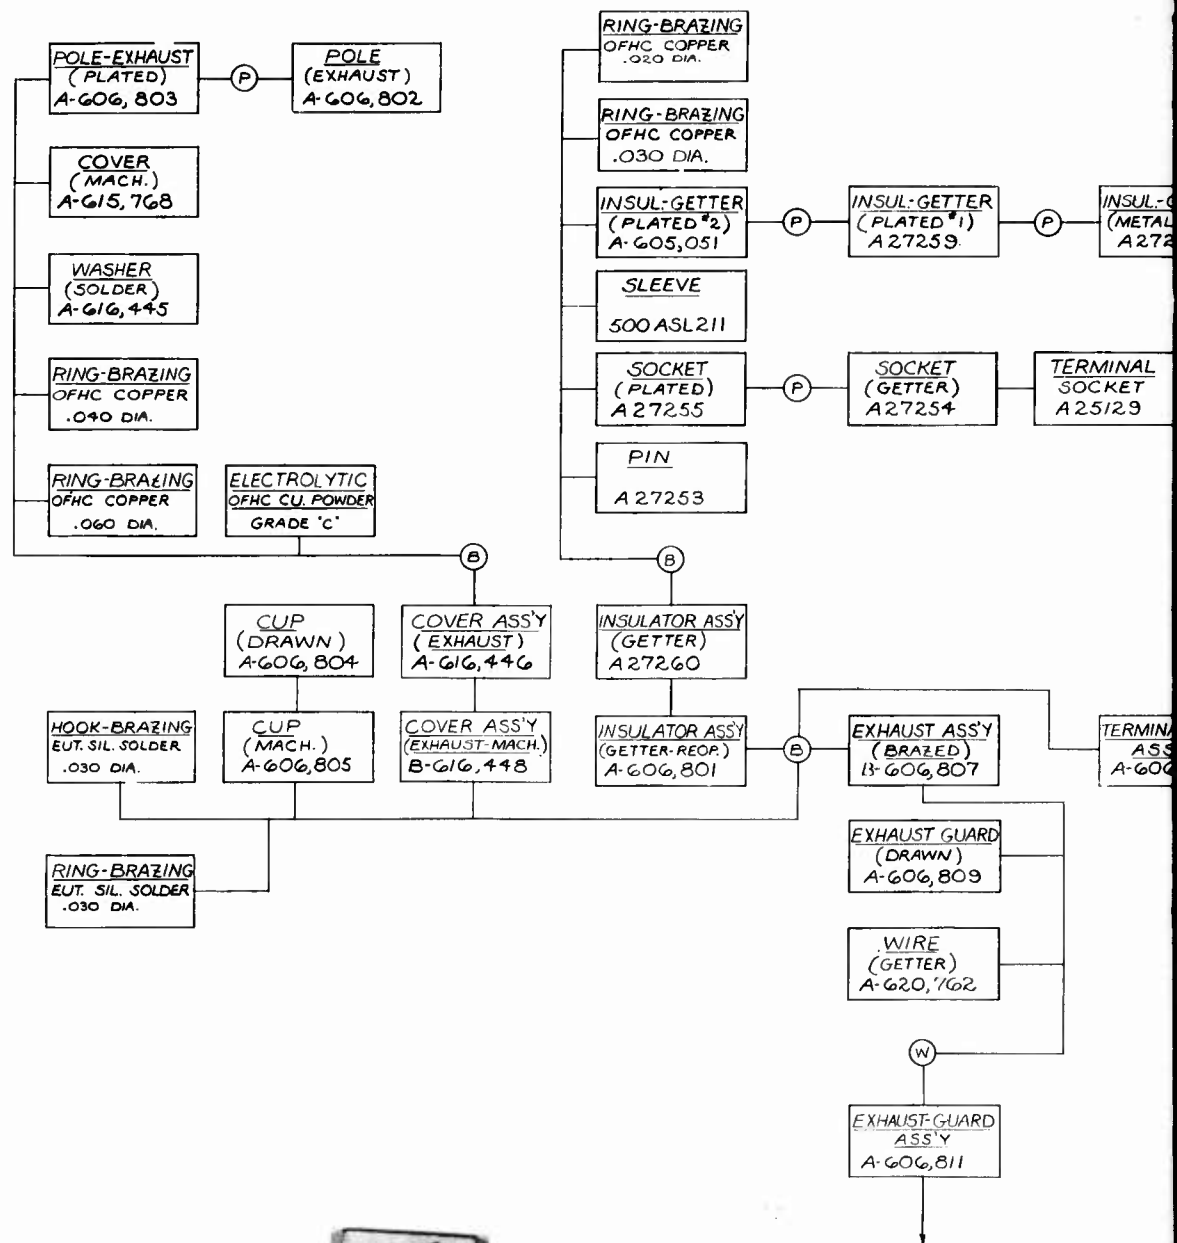 POLE-EXHAUST
(PLATED)
A-606,803
P
POLE
(EXHAUST)
A-606,802
COVER
(MACH.)
A-615,768
WASHER
(SOLDER)
A-616,445
RING-BRAZING
OFHC COPPER
.040 DIA.
RING-BRAZING
OFHC COPPER
.060 DIA.
ELECTROLYTIC
OFHC CU. POWDER
GRADE "C"
B
CUP
(DRAWN)
A-606,804
COVER ASS'Y
(EXHAUST)
A-616,446
HOOK-BRAZING
EUT. SIL. SOLDER
.030 DIA.
CUP
(MACH.)
A-606,805
COVER ASS'Y
(EXHAUST-MACH.)
B-616,448
RING-BRAZING
EUT. SIL. SOLDER
.030 DIA.
RING-BRAZING
OFHC COPPER
.020 DIA.
RING-BRAZING
OFHC COPPER
.030 DIA.
INSUL-GETTER
(PLATED #2)
A-605,051
P
INSUL-GETTER
(PLATED #1)
A27259
P
INSUL-
(METAL
A272
SLEEVE
500ASL211
SOCKET
(PLATED)
A27255
P
SOCKET
(GETTER)
A27254
TERMINAL
SOCKET
A25129
PIN
A27253
B
INSULATOR ASS'Y
(GETTER)
A27260
INSULATOR ASS'Y
(GETTER-REOP.)
A-606,801
B
EXHAUST ASS'Y
(BRAZED)
B-606,807
TERMINA
ASS
A-606
EXHAUST GUARD
(DRAWN)
A-606,809
WIRE
(GETTER)
A-620,762
W
EXHAUST-GUARD
ASS'Y
A-606,811